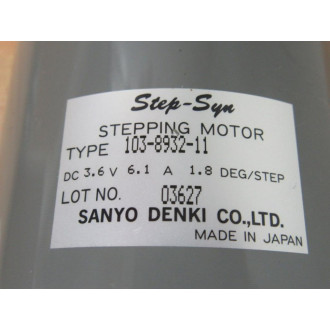 Step-Syn
STEPPING MOTOR
TYPE 103-8932-11
DC 3.6 V 6.1 A 1.8 DEG/STEP
LOT NO. 03627
SANYO DENKI CO.,LTD.
MADE IN JAPAN